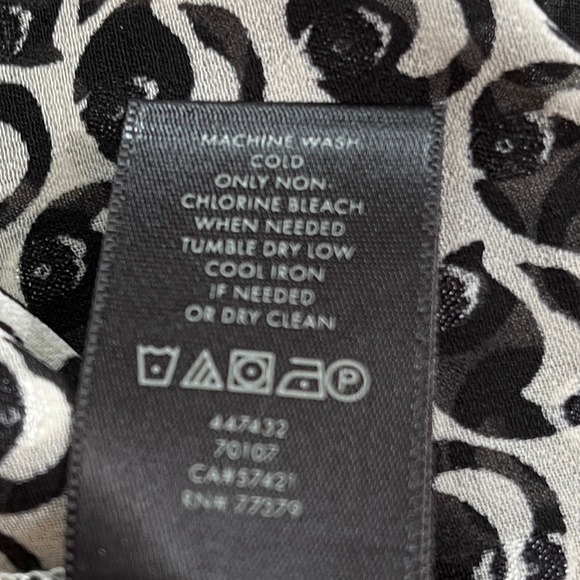 MACHINE WASH
COLD
ONLY NON-
CHLORINE BLEACH
WHEN NEEDED
TUMBLE DRY LOW
COOL IRON
IF NEEDED
OR DRY CLEAN
P
447432
70107
CA#57421
RN# 77279